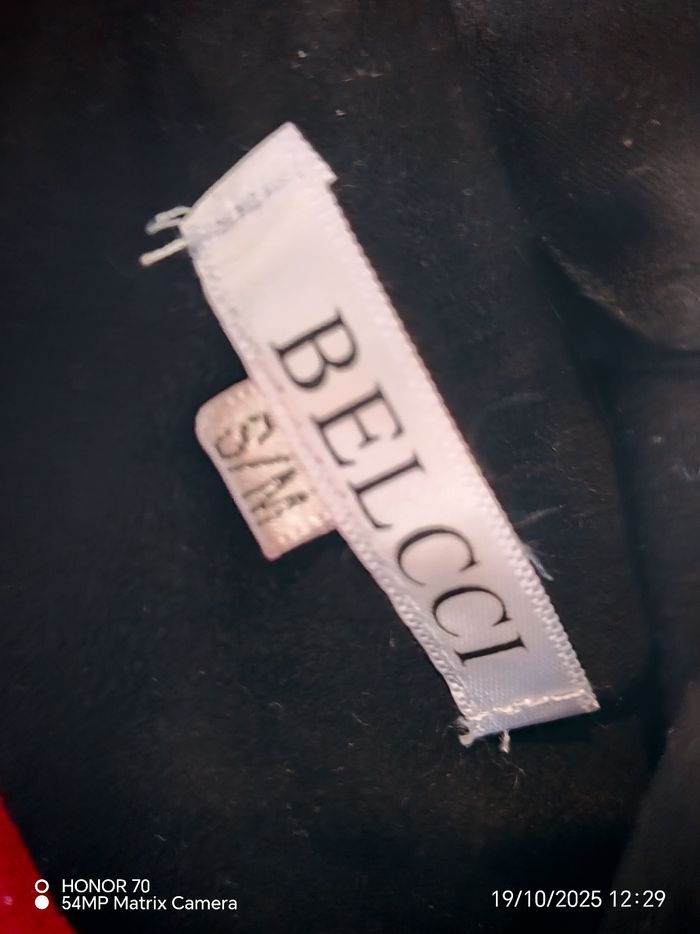 BELCCI
S/M
HONOR 70
54MP Matrix Camera
19/10/2025 12:29